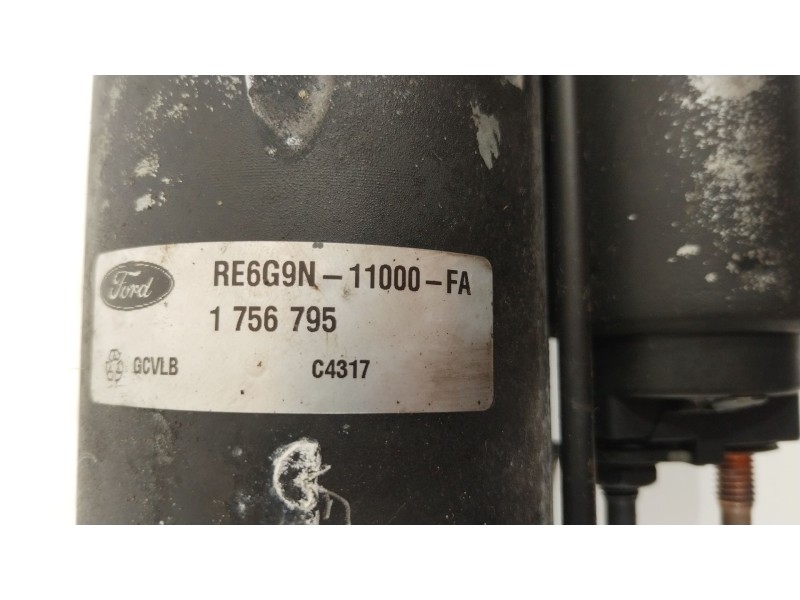 Ford
RE6G9N-11000-FA
1 756 795
GCVLB C4317